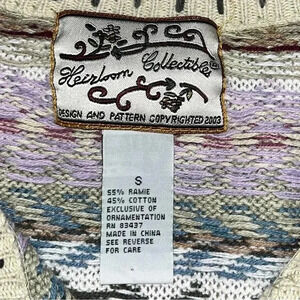 Heirloom Collectibles
DESIGN AND PATTERN COPYRIGHTED 2003
S
55% RAMIE
45% COTTON
EXCLUSIVE OF
ORNAMENTATION
RN 83437
MADE IN CHINA
SEE REVERSE
FOR CARE